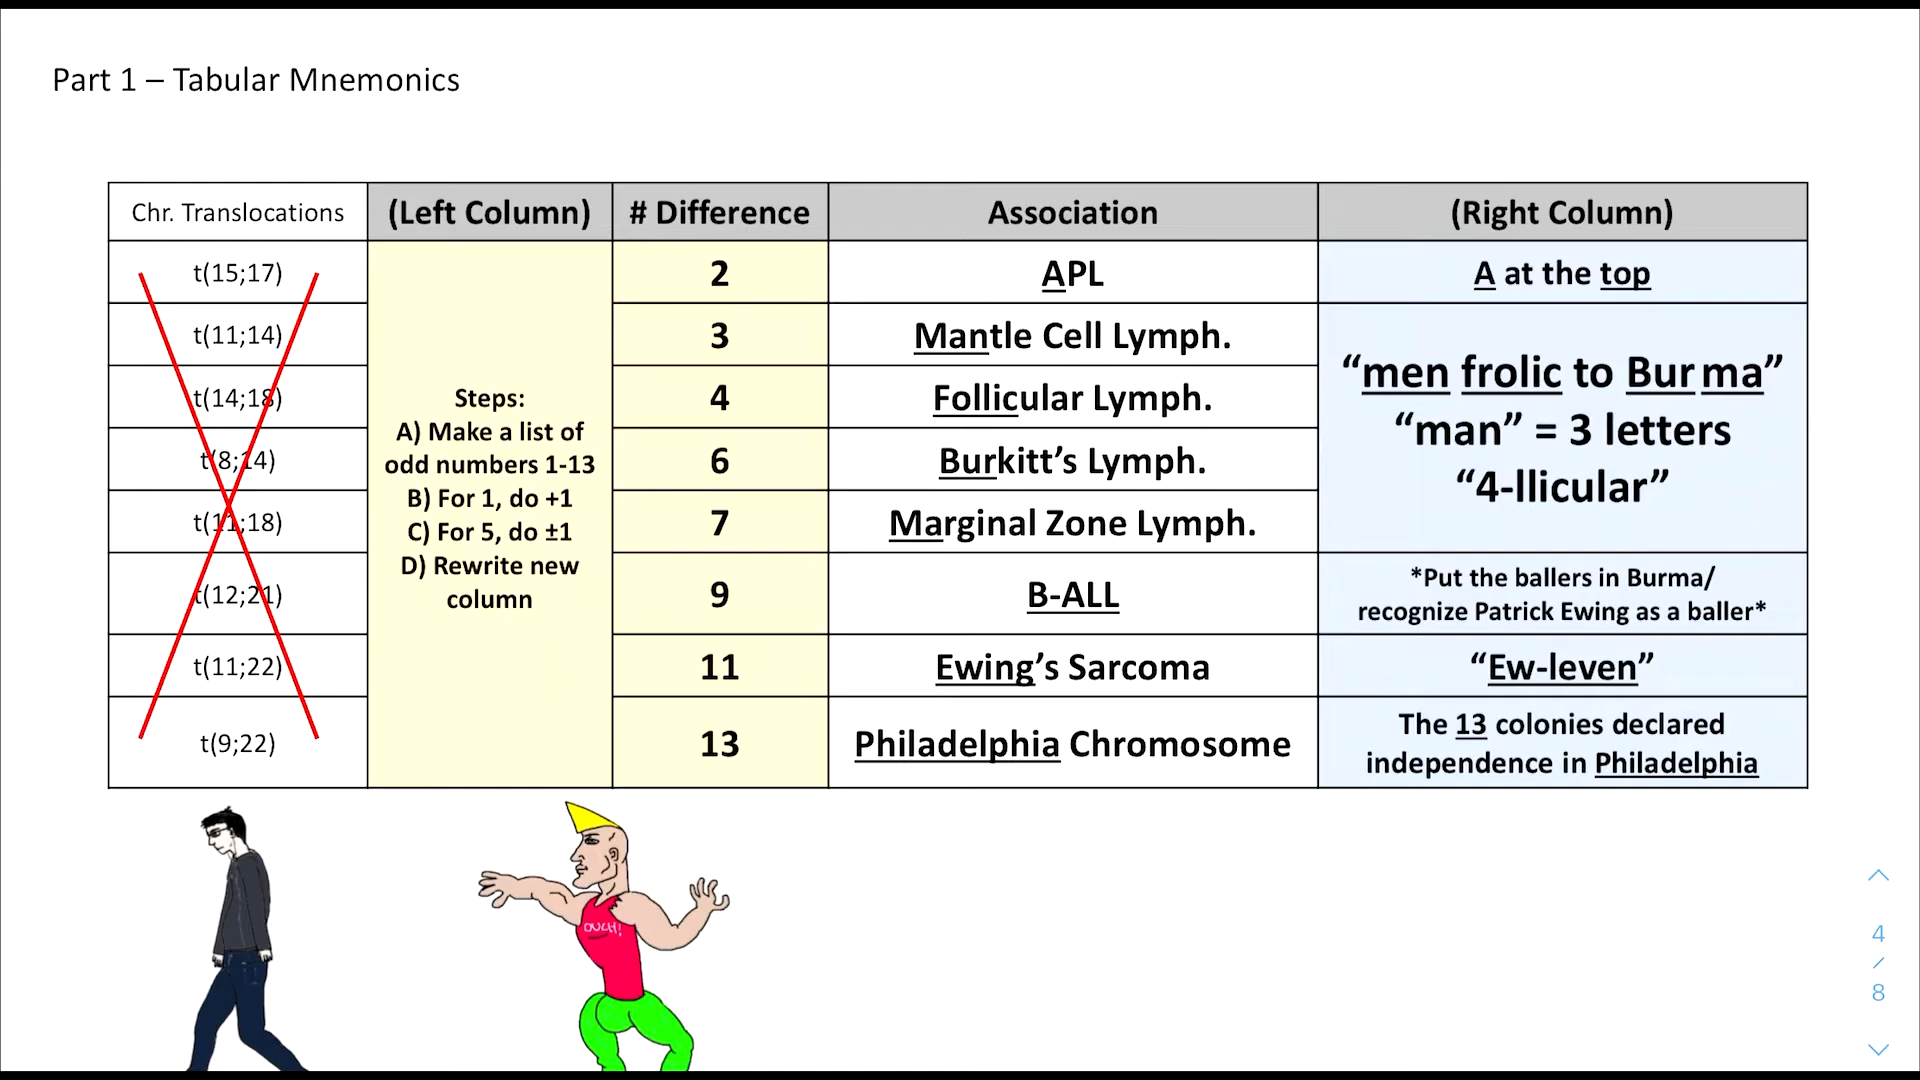 Part 1 – Tabular Mnemonics
Chr. Translocations
(Left Column)
# Difference
Association
(Right Column)
t(15;17)
2
APL
A at the top
t(11;14)
3
Mantle Cell Lymph.
t(14;18)
4
Follicular Lymph.
t(8;14)
6
Burkitt’s Lymph.
t(11;18)
7
Marginal Zone Lymph.
“men frolic to Burma”
“man” = 3 letters
“4-llicular”
Steps:
A) Make a list of
odd numbers 1-13
B) For 1, do +1
C) For 5, do ±1
D) Rewrite new
column
t(12;21)
9
B-ALL
*Put the ballers in Burma/
recognize Patrick Ewing as a baller*
t(11;22)
11
Ewing’s Sarcoma
“Ew-leven”
t(9;22)
13
Philadelphia Chromosome
The 13 colonies declared
independence in Philadelphia
OUCH!
4
/
8